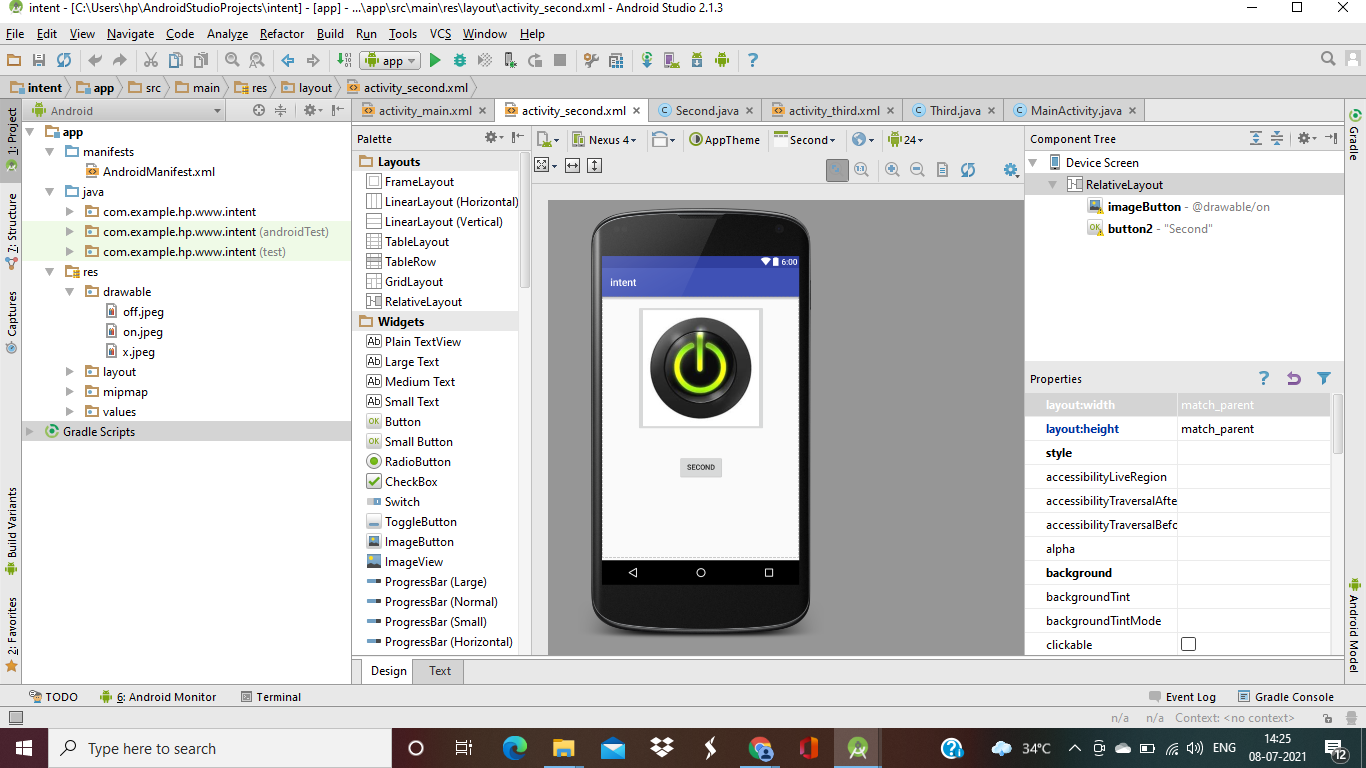 intent - [C:\Users\hp\AndroidStudioProjects\intent] - [app] - ...\app\src\main\res\layout\activity_second.xml - Android Studio 2.1.3
File Edit View Navigate Code Analyze Refactor Build Run Tools VCS Window Help
app
intent app src main res layout activity_second.xml
Android
activity_main.xml activity_second.xml Second.java activity_third.xml Third.java MainActivity.java
1: Project
7: Structure
Captures
Build Variants
2: Favorites
app
manifests
AndroidManifest.xml
java
com.example.hp.www.intent
com.example.hp.www.intent (androidTest)
com.example.hp.www.intent (test)
res
drawable
off.jpeg
on.jpeg
x.jpeg
layout
mipmap
values
Gradle Scripts
Palette
Layouts
FrameLayout
LinearLayout (Horizontal)
LinearLayout (Vertical)
TableLayout
TableRow
GridLayout
RelativeLayout
Widgets
Plain TextView
Large Text
Medium Text
Small Text
Button
Small Button
RadioButton
CheckBox
Switch
ToggleButton
ImageButton
ImageView
ProgressBar (Large)
ProgressBar (Normal)
ProgressBar (Small)
ProgressBar (Horizontal)
Nexus 4 AppTheme Second 24
6:00
intent
SECOND
Design Text
Component Tree
Device Screen
RelativeLayout
imageButton - @drawable/on
button2 - "Second"
Properties
layout:width match_parent
layout:height match_parent
style
accessibilityLiveRegion
accessibilityTraversalAfte
accessibilityTraversalBefo
alpha
background
backgroundTint
backgroundTintMode
clickable
Gradle
Android Model
TODO 6: Android Monitor Terminal Event Log Gradle Console
n/a n/a Context: <no context>
Type here to search
34°C ENG 14:25
08-07-2021
12